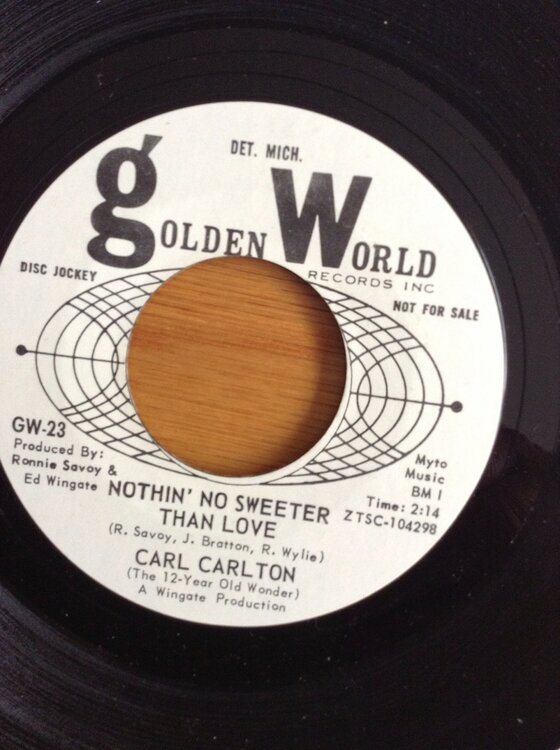 DET. MICH.
gOLDEN WORLD
RECORDS INC
DISC JOCKEY
NOT FOR SALE
GW-23
Produced By:
Ronnie Savoy &
Ed Wingate
Myto
Music
BMI
Time: 2:14
ZTSC-104298
NOTHIN' NO SWEETER
THAN LOVE
(R. Savoy, J. Bratton, R. Wylie)
CARL CARLTON
(The 12-Year Old Wonder)
A Wingate Production